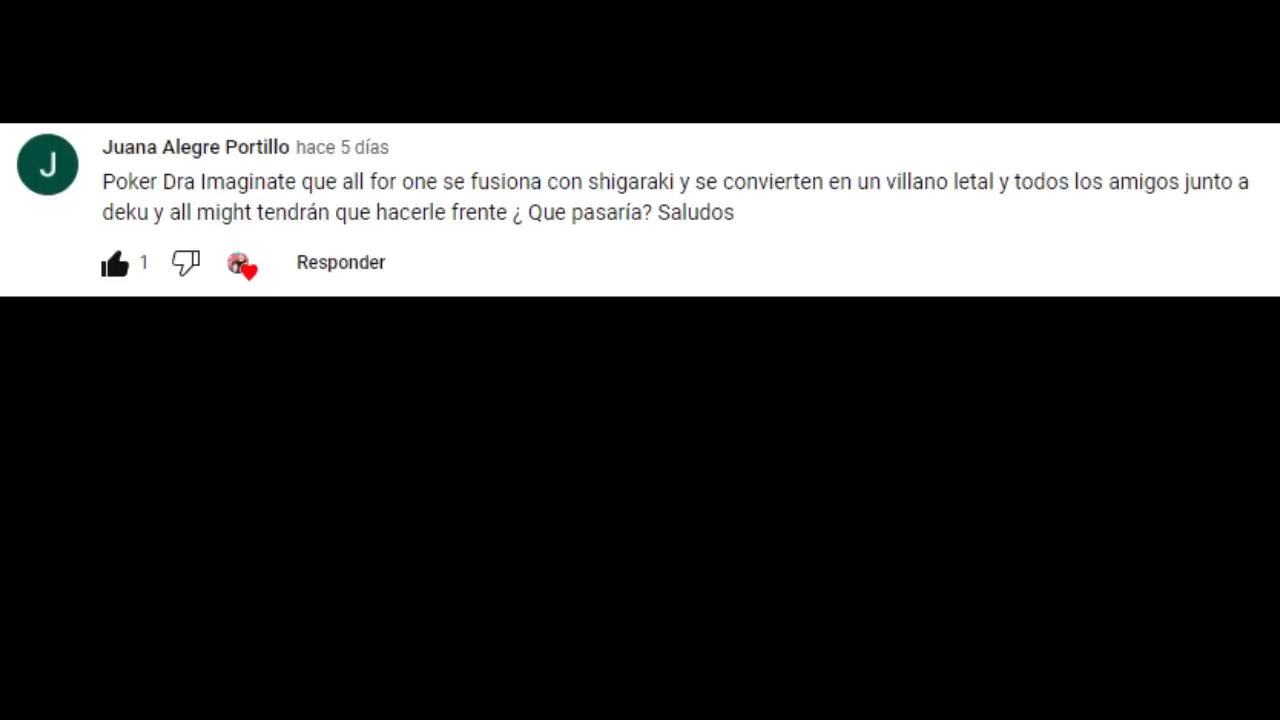 Juana Alegre Portillo hace 5 días
Poker Dra Imaginate que all for one se fusiona con shigaraki y se convierten en un villano letal y todos los amigos junto a
deku y all might tendrán que hacerle frente ¿ Que pasaría? Saludos
1 Responder
J